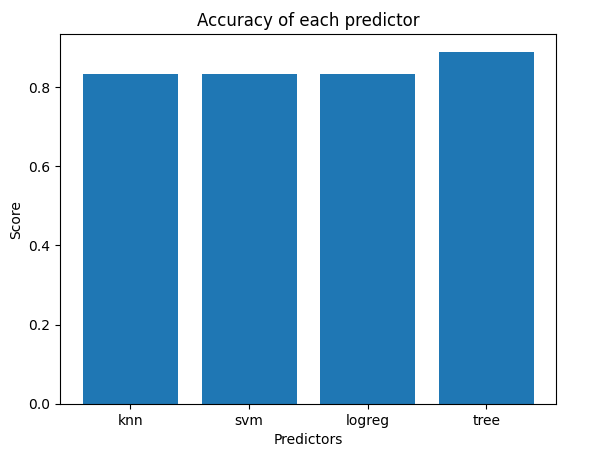 Accuracy of each predictor
Score
0.8
0.6
0.4
0.2
0.0
knn svm logreg tree
Predictors